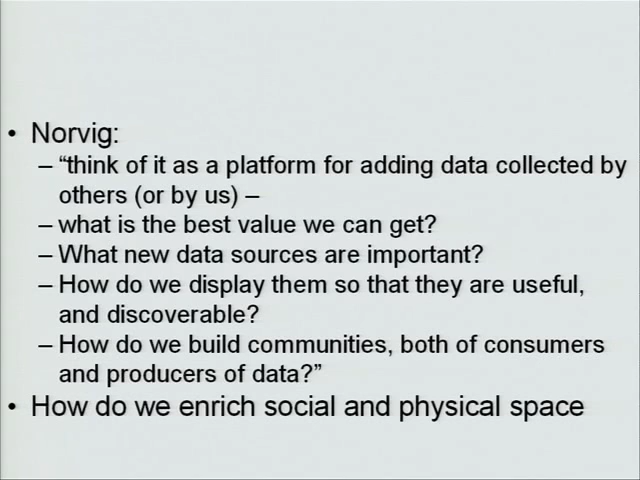 • Norvig:
– “think of it as a platform for adding data collected by
others (or by us) –
– what is the best value we can get?
– What new data sources are important?
– How do we display them so that they are useful,
and discoverable?
– How do we build communities, both of consumers
and producers of data?”
• How do we enrich social and physical space